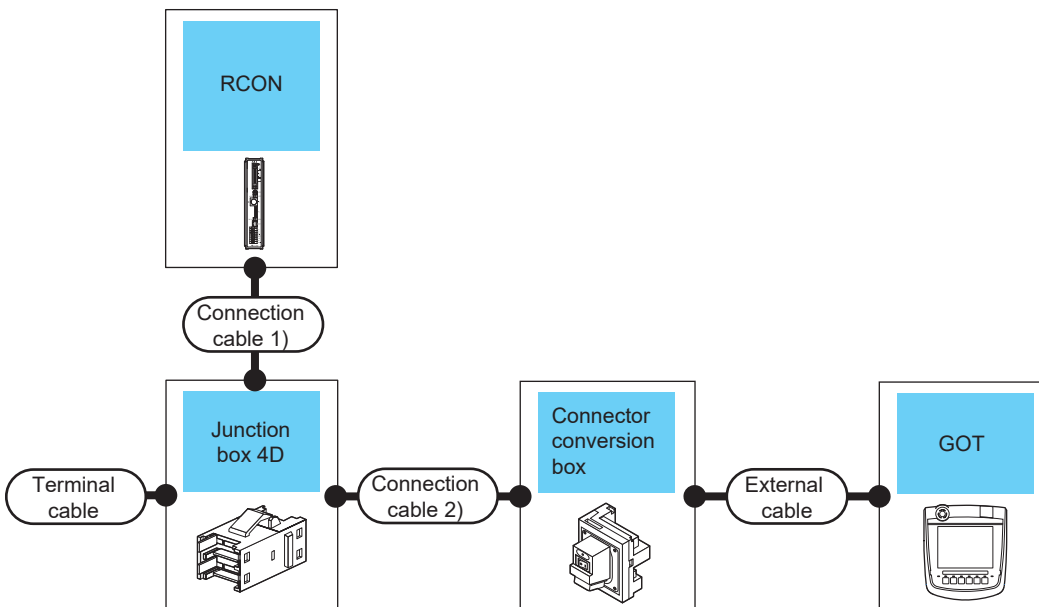 RCON
Connection
cable 1)
Junction
box 4D
Connector
conversion
box
GOT
Terminal
cable
Connection
cable 2)
External
cable